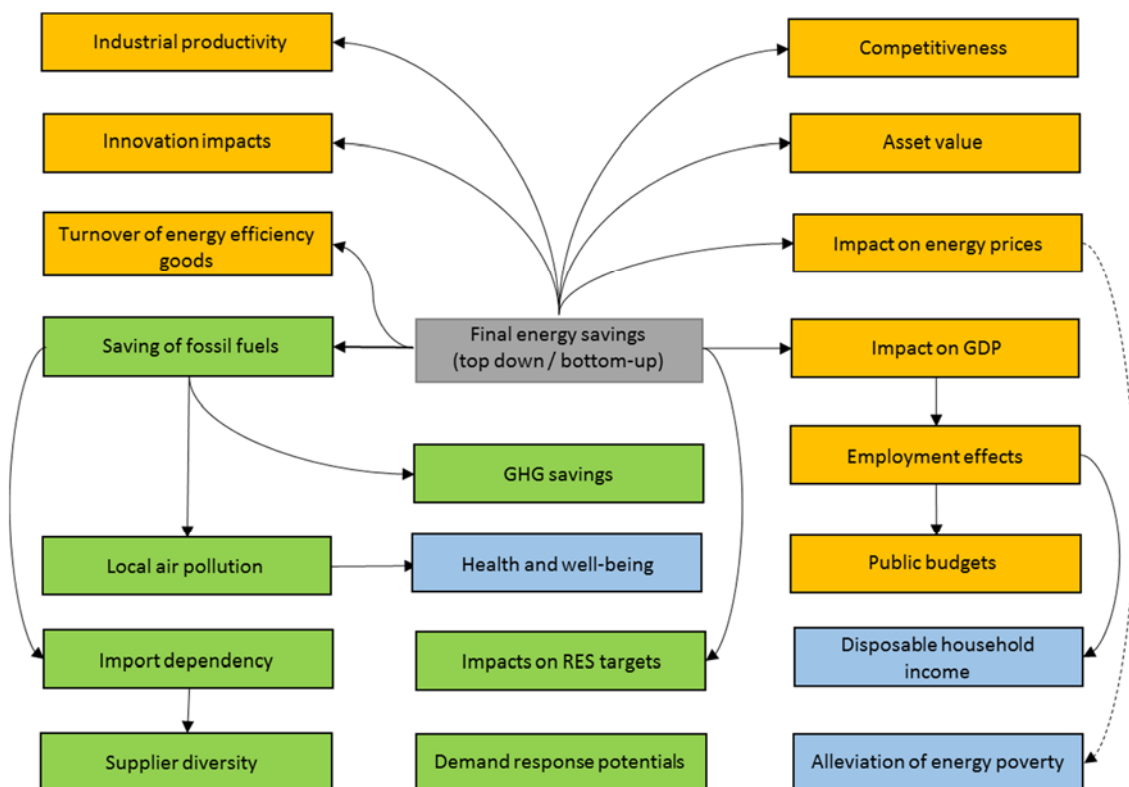 Industrial productivity
Competitiveness
Innovation impacts
Asset value
Turnover of energy efficiency
goods
Impact on energy prices
Saving of fossil fuels
Final energy savings
(top down / bottom-up)
Impact on GDP
GHG savings
Employment effects
Local air pollution
Health and well-being
Public budgets
Import dependency
Impacts on RES targets
Disposable household
income
Supplier diversity
Demand response potentials
Alleviation of energy poverty